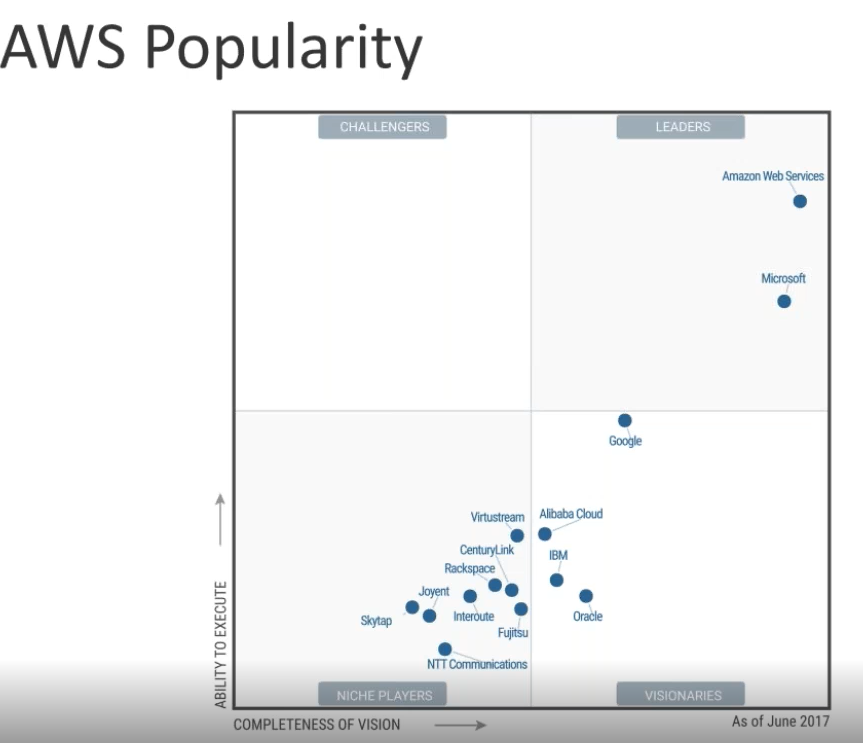 AWS Popularity
CHALLENGERS
LEADERS
Amazon Web Services
Microsoft
Google
Virtustream
Alibaba Cloud
CenturyLink
IBM
Rackspace
Joyent
Skytap
Interoute
Oracle
Fujitsu
NTT Communications
ABILITY TO EXECUTE
NICHE PLAYERS
VISIONARIES
COMPLETENESS OF VISION
As of June 2017